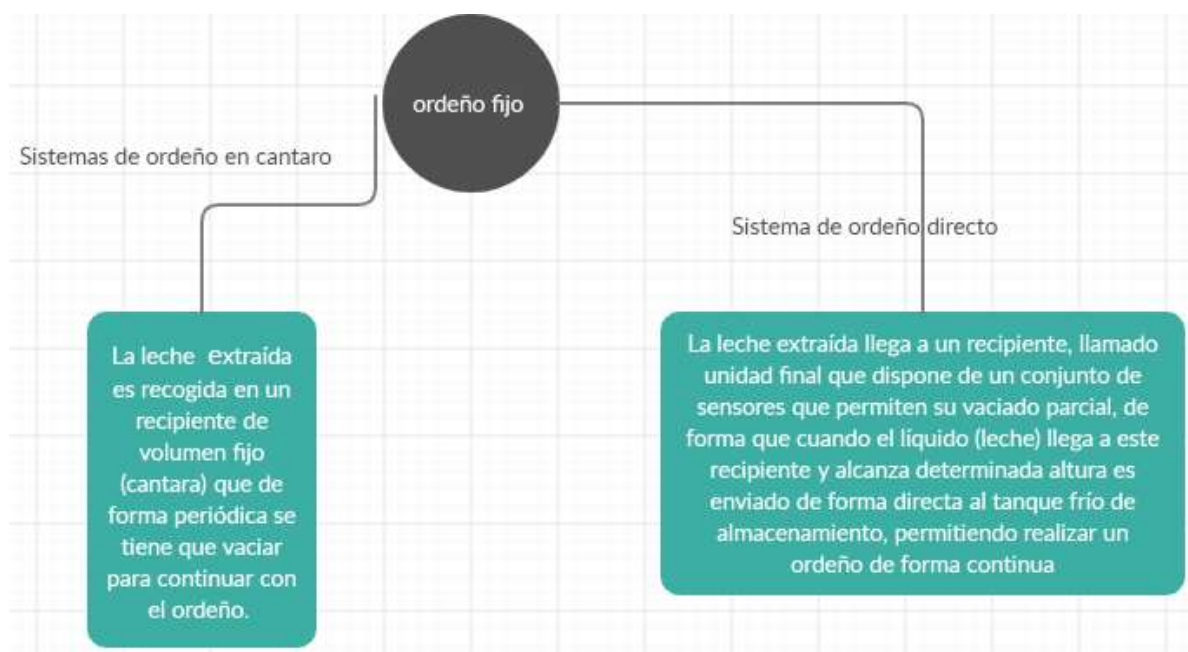 ordeño fijo
Sistemas de ordeño en cantaro
Sistema de ordeño directo
La leche extraída
es recogida en un
recipiente de
volumen fijo
(cantara) que de
forma periódica se
tiene que vaciar
para continuar con
el ordeño.
La leche extraída llega a un recipiente, llamado
unidad final que dispone de un conjunto de
sensores que permiten su vaciado parcial, de
forma que cuando el líquido (leche) llega a este
recipiente y alcanza determinada altura es
enviado de forma directa al tanque frío de
almacenamiento, permitiendo realizar un
ordeño de forma continua